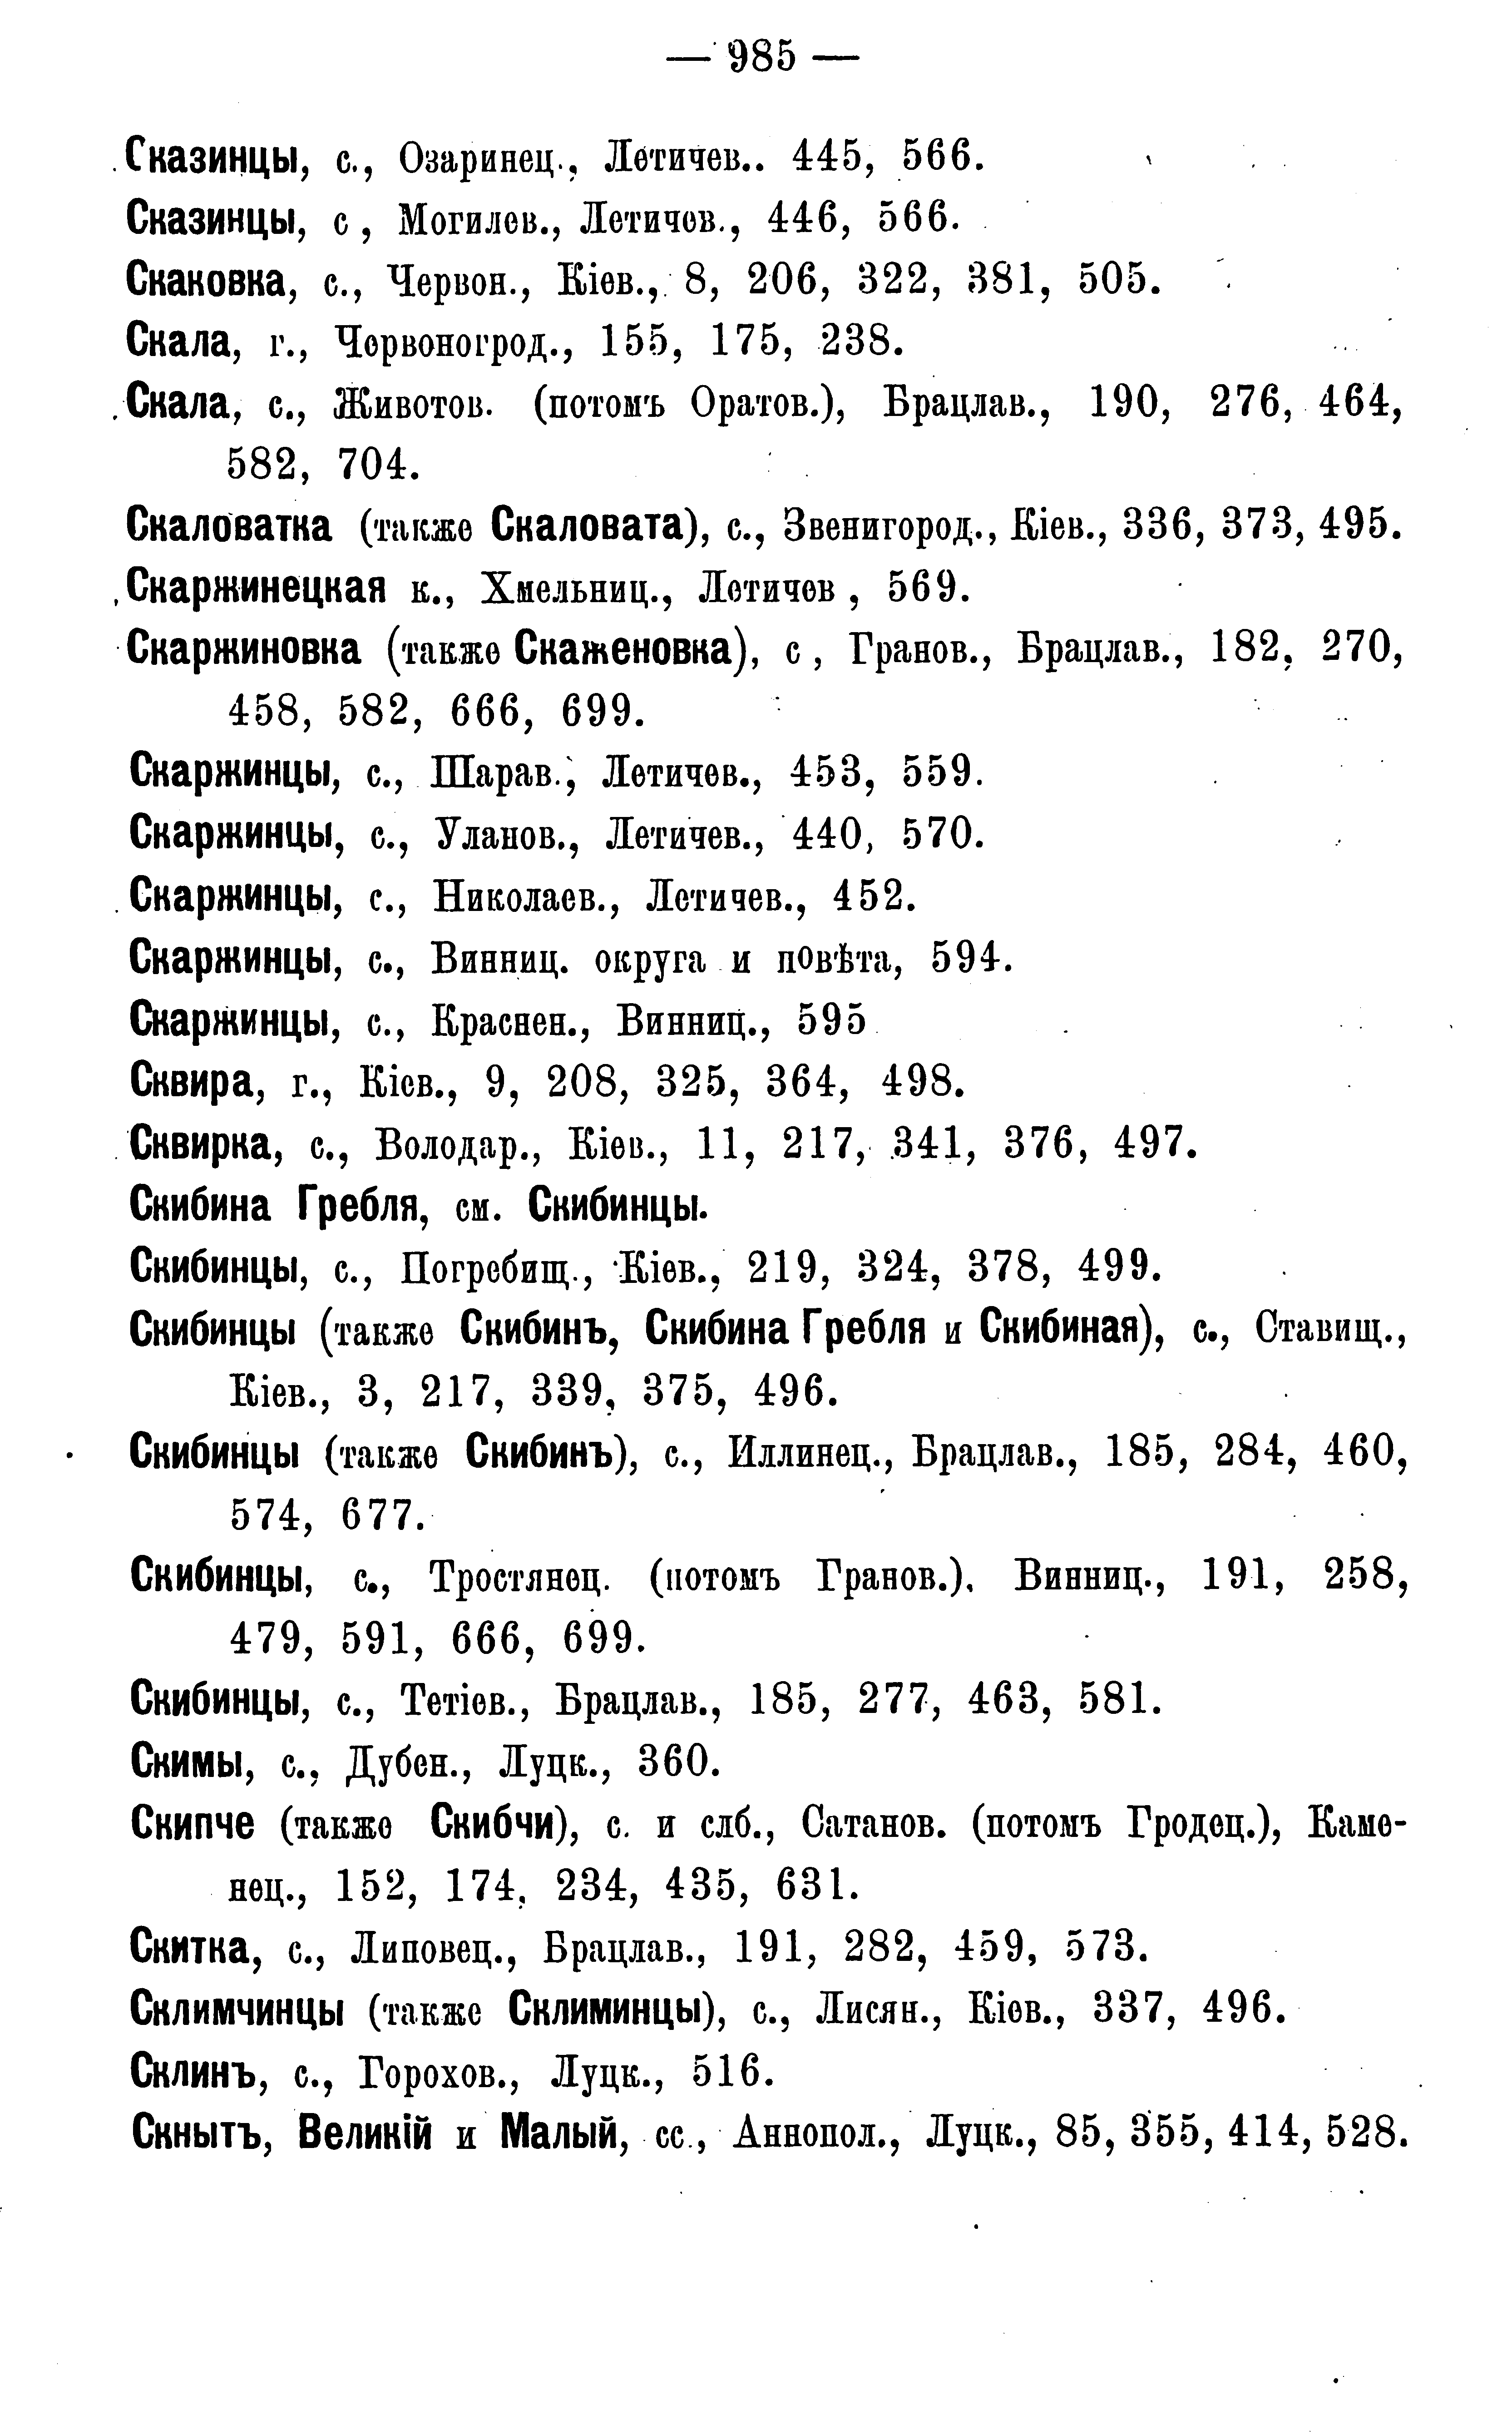 — 985 —
Сказинцы, с., Озаринец., Летичев.. 445, 566.
Сказинцы, с , Могилев., Летичев., 446, 566.
Скаковка, с., Червон., Кіев., 8, 206, 322, 381, 505.
Скала, г., Червоногрод., 155, 175, 238.
Скала, с., Животов. (потомъ Оратов.), Брацлав., 190, 276, 464,
582, 704.
Скаловатка (также Скаловата), с., Звенигород., Кіев., 336, 373, 495.
Скаржинецкая к., Хмельниц., Летичев , 569.
Скаржиновка (также Скаженовка), с , Гранов., Брацлав., 182, 270,
458, 582, 666, 699.
Скаржинцы, с., Шарав., Летичев., 453, 559.
Скаржинцы, с., Уланов., Летичев., 440, 570.
Скаржинцы, с., Николаев., Летичев., 452.
Скаржинцы, с., Винниц. округа и повѣта, 594.
Скаржинцы, с., Краснен., Винниц., 595
Сквира, г., Кіев., 9, 208, 325, 364, 498.
Сквирка, с., Володар., Кіев., 11, 217, 341, 376, 497.
Скибина Гребля, см. Скибинцы.
Скибинцы, с., Погребищ., Кіев., 219, 324, 378, 499.
Скибинцы (также Скибинъ, Скибина Гребля и Скибиная), с., Ставищ.,
Кіев., 3, 217, 339, 375, 496.
Скибинцы (также Скибинъ), с., Иллинец., Брацлав., 185, 284, 460,
574, 677.
Скибинцы, с., Тростянец. (потомъ Гранов.), Винниц., 191, 258,
479, 591, 666, 699.
Скибинцы, с., Тетіев., Брацлав., 185, 277, 463, 581.
Скимы, с., Дубен., Луцк., 360.
Скипче (также Скибчи), с. и слб., Сатанов. (потомъ Гродец.), Каме-
нец., 152, 174, 234, 435, 631.
Скитка, с., Липовец., Брацлав., 191, 282, 459, 573.
Склимчинцы (также Склиминцы), с., Лисян., Кіев., 337, 496.
Склинъ, с., Горохов., Луцк., 516.
Скнытъ, Великій и Малый, сс., Аннопол., Луцк., 85, 355, 414, 528.